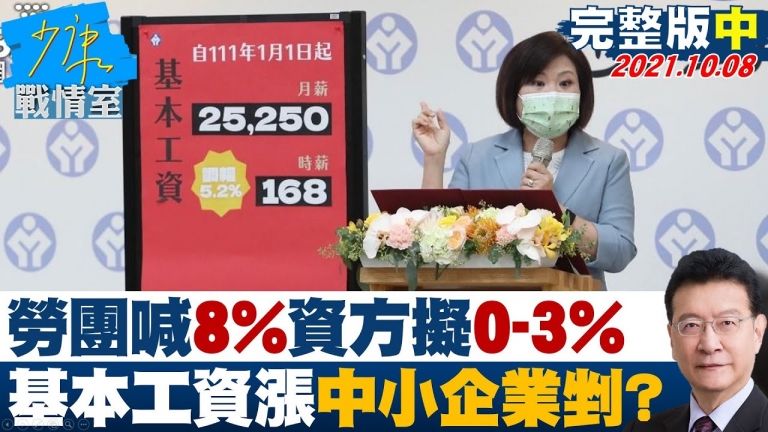 少康
戰情室
完整版中
2021.10.08
自111年1月1日起
基本工資
月薪
25,250
調幅
5.2%
時薪
168
勞團喊8%資方擬0-3%
基本工資漲中小企業剉?